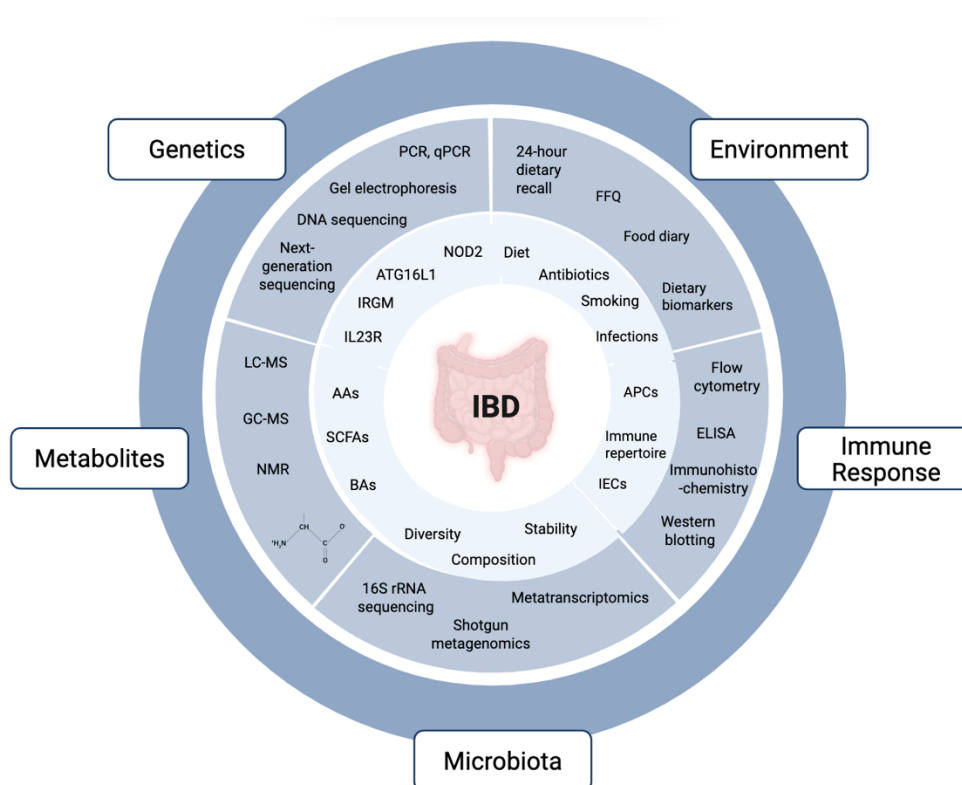 Genetics
Environment
PCR, qPCR
Gel electrophoresis
DNA sequencing
Next-
generation
sequencing
24-hour
dietary
recall
FFQ
Food diary
Dietary
biomarkers
NOD2
ATG16L1
IRGM
IL23R
Diet
Antibiotics
Smoking
Infections
LC-MS
GC-MS
NMR
AAs
SCFAs
BAs
IBD
APCs
Immune
repertoire
IECs
Flow
cytometry
ELISA
Immunohisto
-chemistry
Western
blotting
Metabolites
Immune
Response
⁺H₃N
CH
C
O⁻
O
Diversity
Stability
Composition
16S rRNA
sequencing
Metatranscriptomics
Shotgun
metagenomics
Microbiota